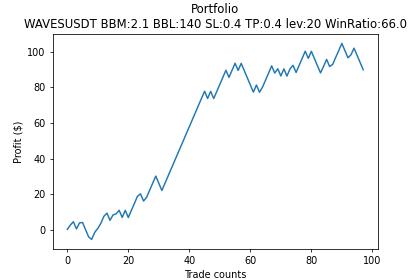 Portfolio
WAVESUSDT BBM:2.1 BBL:140 SL:0.4 TP:0.4 lev:20 WinRatio:66.0
100
80
60
40
20
0
Profit ($)
0 20 40 60 80 100
Trade counts